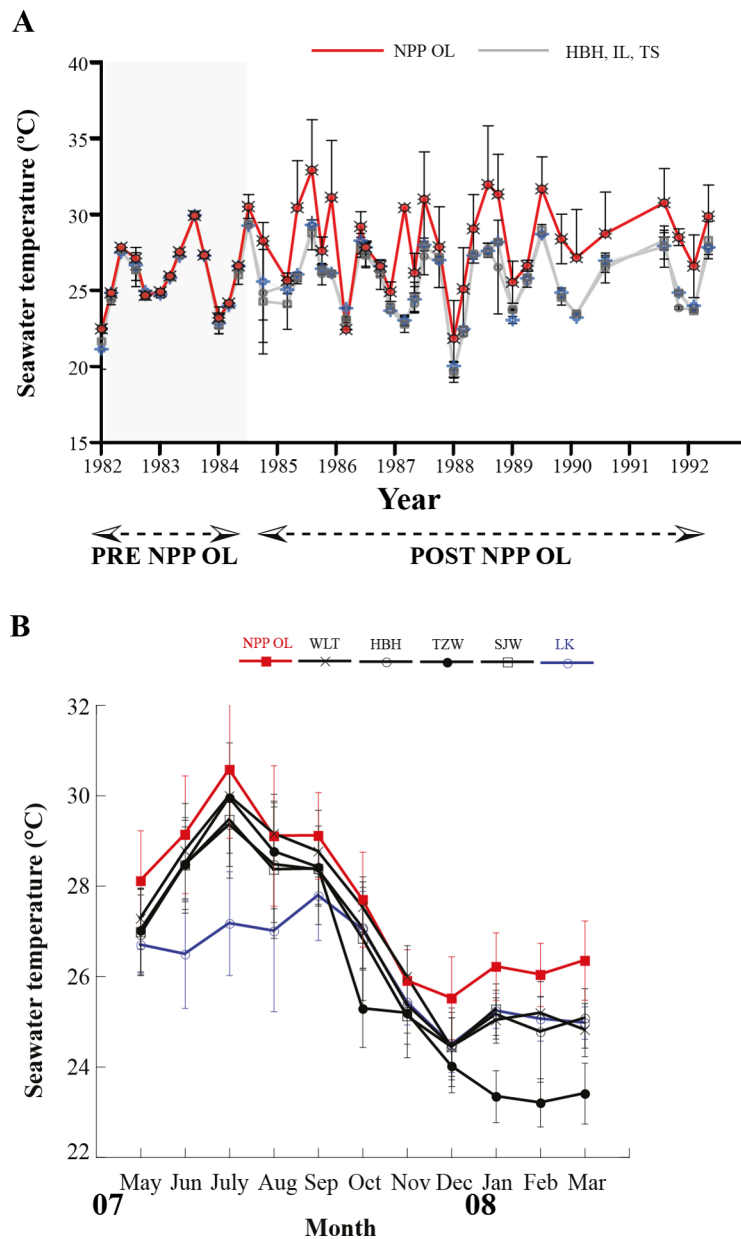 A
NPP OL HBH, IL, TS
Seawater temperature (°C)
40
35
30
25
20
15
1982 1983 1984 1985 1986 1987 1988 1989 1990 1991 1992
Year
PRE NPP OL POST NPP OL
B
NPP OL WLT HBH TZW SJW LK
Seawater temperature (°C)
32
30
28
26
24
22
May Jun July Aug Sep Oct Nov Dec Jan Feb Mar
07 08
Month